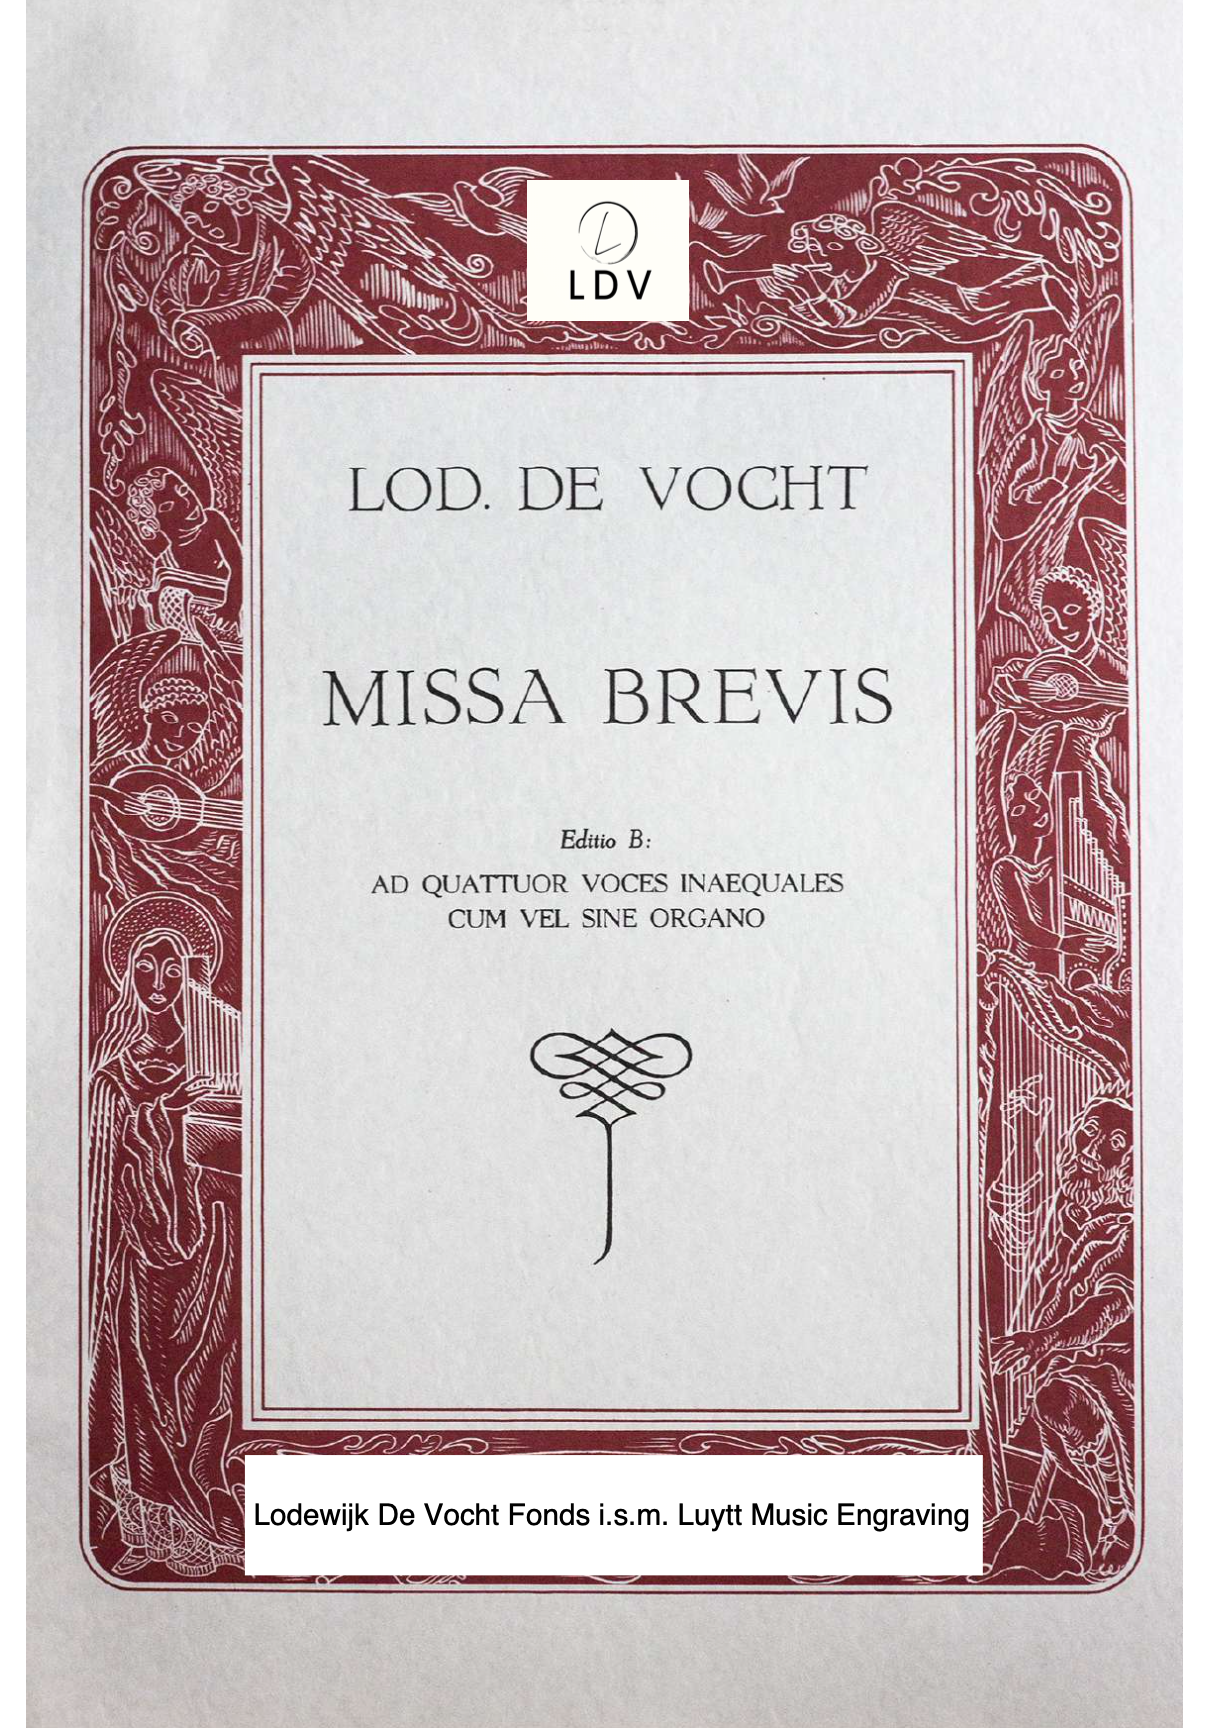 LDV
LOD. DE VOCHT
MISSA BREVIS
Editio B:
AD QUATTUOR VOCES INAEQUALES
CUM VEL SINE ORGANO
Lodewijk De Vocht Fonds i.s.m. Luytt Music Engraving